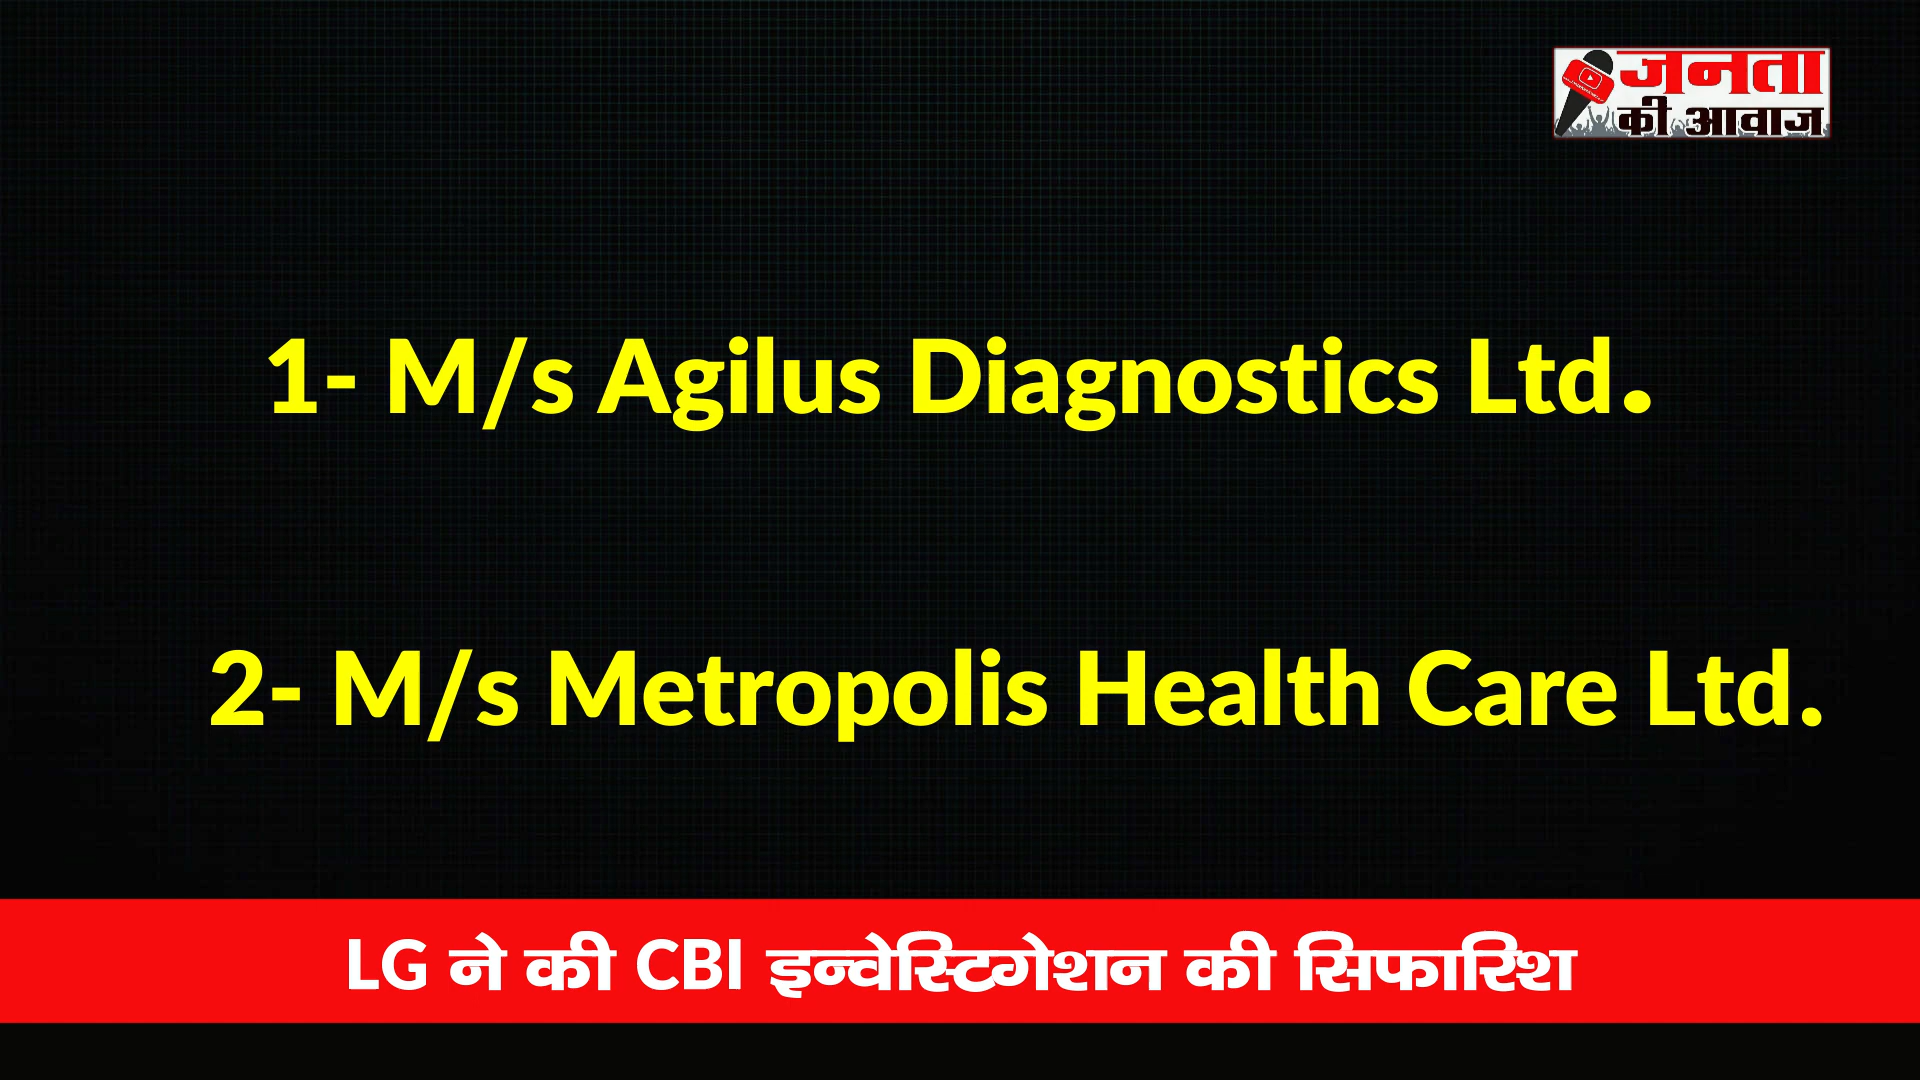 जनता
की आवाज
1- M/s Agilus Diagnostics Ltd.
2- M/s Metropolis Health Care Ltd.
LG ने की CBI इन्वेस्टिगेशन की सिफारिश